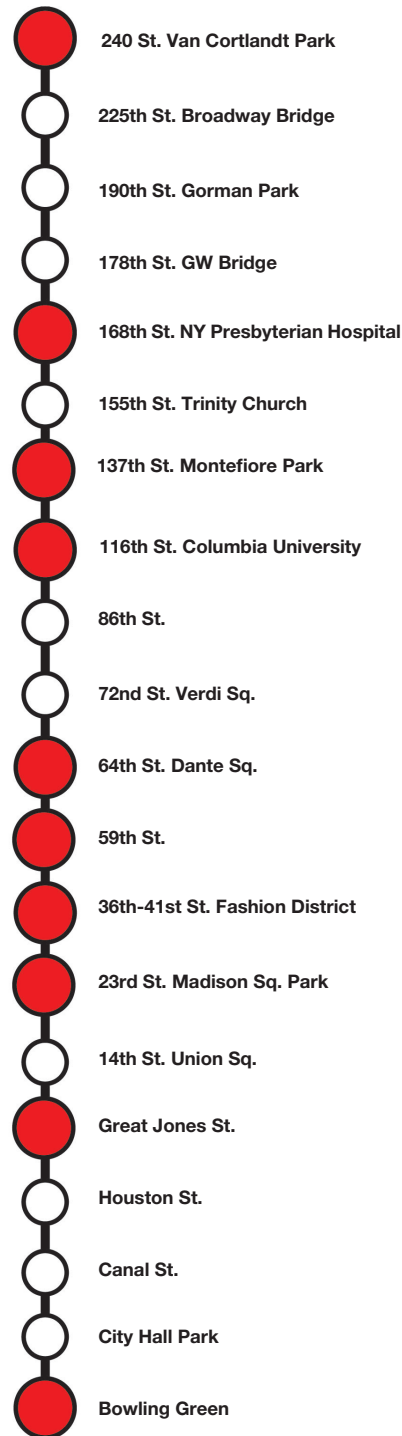 240 St. Van Cortlandt Park
225th St. Broadway Bridge
190th St. Gorman Park
178th St. GW Bridge
168th St. NY Presbyterian Hospital
155th St. Trinity Church
137th St. Montefiore Park
116th St. Columbia University
86th St.
72nd St. Verdi Sq.
64th St. Dante Sq.
59th St.
36th-41st St. Fashion District
23rd St. Madison Sq. Park
14th St. Union Sq.
Great Jones St.
Houston St.
Canal St.
City Hall Park
Bowling Green